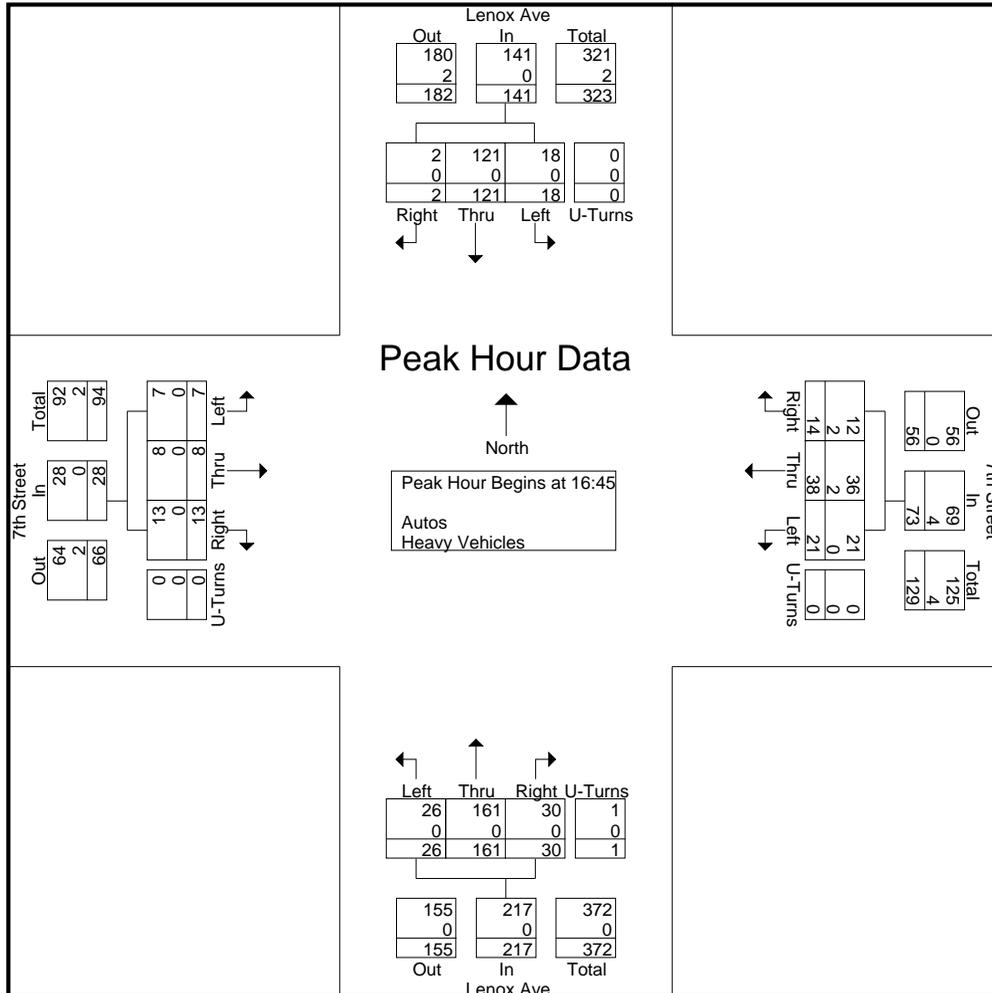 Lenox Ave
Out In Total
180 141 321
2 0 2
182 141 323
2 121 18 0
0 0 0 0
2 121 18 0
Right Thru Left U-Turns
Peak Hour Data
North
Peak Hour Begins at 16:45
Autos
Heavy Vehicles
7th Street
Total In Out
92 28 64
2 0 2
94 28 66
7 8 13 0
0 0 0 0
7 8 13 0
Left Thru Right U-Turns
7th Street
Out In Total
56 69 125
0 4 4
56 73 129
12 36 21 0
2 2 0 0
14 38 21 0
Right Thru Left U-Turns
Left Thru Right U-Turns
26 161 30 1
0 0 0 0
26 161 30 1
155 217 372
0 0 0
155 217 372
Out In Total
Lenox Ave